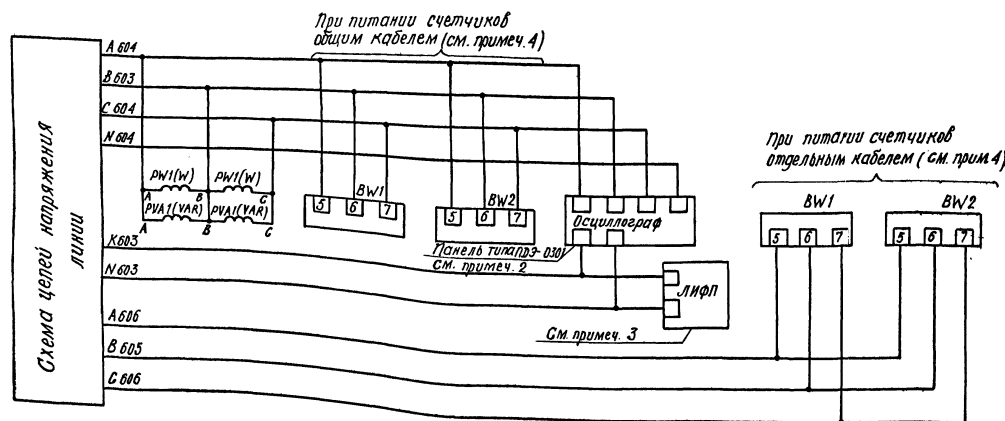 При питании счетчиков
общим кабелем (см. примеч. 4)
А 604
В 603
С 604
N 604
PW1(W) PW1(W)
А В С
PVA1(VAR) PVA1(VAR)
А В С
BW1
5 6 7
BW2
5 6 7
Осциллограф
Панель типа ПДЭ-0301
См. примеч. 2
При питании счетчиков
отдельным кабелем (см. прим. 4)
BW1
5 6 7
BW2
5 6 7
Схема цепей напряжения
линии
К603
N603
ЛИФП
См. примеч. 3
А 606
В 605
С 606